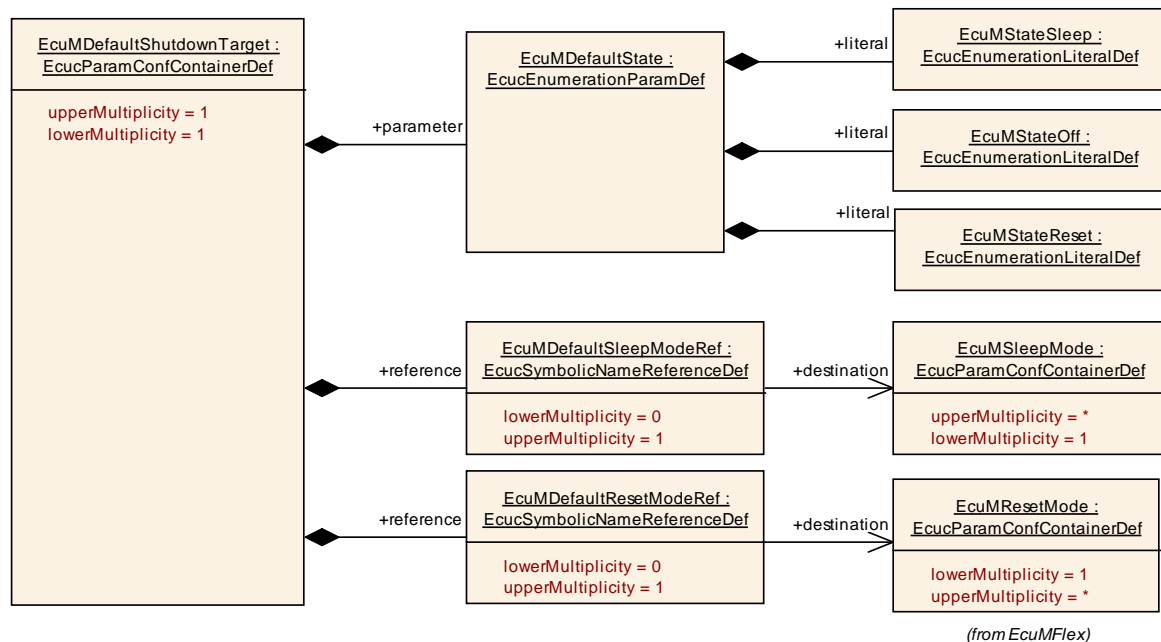 EcuMDefaultShutdownTarget :
EcucParamConfContainerDef
upperMultiplicity = 1
lowerMultiplicity = 1
+parameter
EcuMDefaultState :
EcucEnumerationParamDef
+literal
EcuMStateSleep :
EcucEnumerationLiteralDef
+literal
EcuMStateOff :
EcucEnumerationLiteralDef
+literal
EcuMStateReset :
EcucEnumerationLiteralDef
+reference
EcuMDefaultSleepModeRef :
EcucSymbolicNameReferenceDef
lowerMultiplicity = 0
upperMultiplicity = 1
+destination
EcuMSleepMode :
EcucParamConfContainerDef
upperMultiplicity = *
lowerMultiplicity = 1
+reference
EcuMDefaultResetModeRef :
EcucSymbolicNameReferenceDef
lowerMultiplicity = 0
upperMultiplicity = 1
+destination
EcuMResetMode :
EcucParamConfContainerDef
lowerMultiplicity = 1
upperMultiplicity = *
(from EcuMFlex)